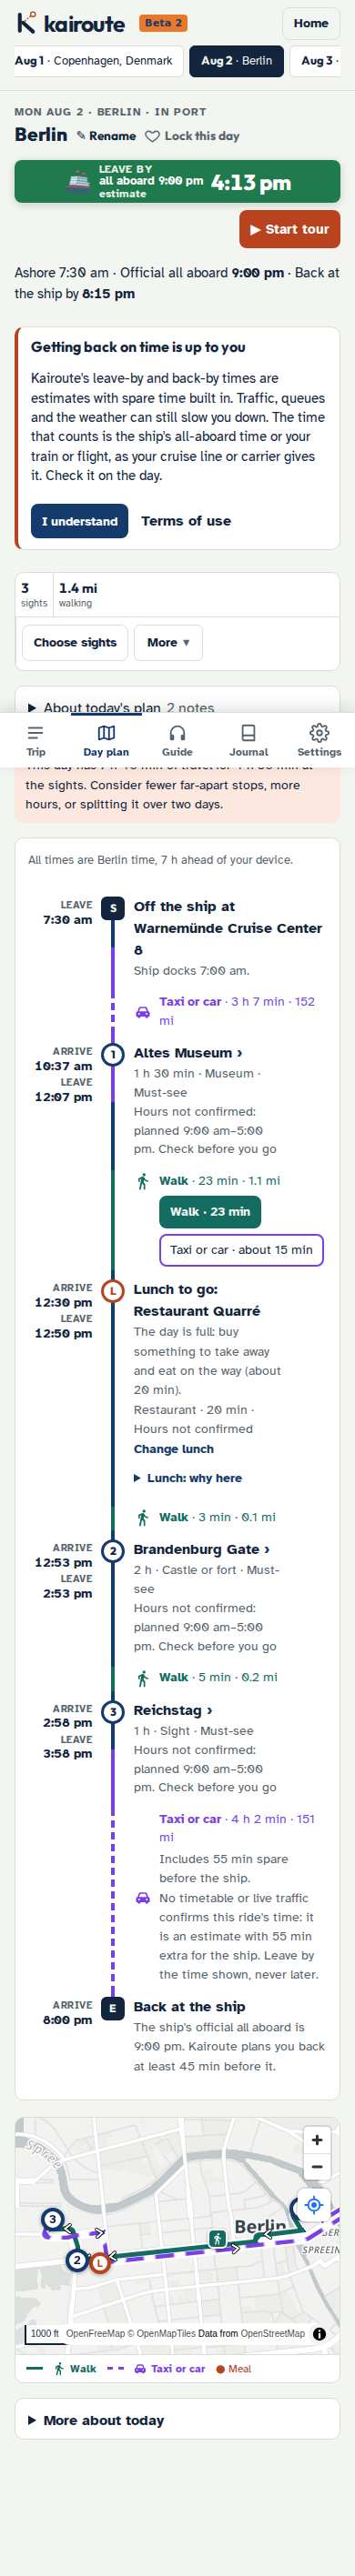 kairoute Beta 2 Home
Aug 1 · Copenhagen, Denmark Aug 2 · Berlin Aug 3 ·
MON AUG 2 · BERLIN · IN PORT
Berlin ✎ Rename Lock this day
LEAVE BY
all aboard 9:00 pm
estimate
4:13 pm
▶ Start tour
Ashore 7:30 am · Official all aboard 9:00 pm · Back at
the ship by 8:15 pm
Getting back on time is up to you
Kairoute's leave-by and back-by times are
estimates with spare time built in. Traffic, queues
and the weather can still slow you down. The time
that counts is the ship's all-aboard time or your
train or flight, as your cruise line or carrier gives
it. Check it on the day.
I understand Terms of use
3
sights
1.4 mi
walking
Choose sights More ▼
▶ About today's plan 2 notes
Trip Day plan Guide Journal Settings
the sights. Consider fewer far-apart stops, more
hours, or splitting it over two days.
All times are Berlin time, 7 h ahead of your device.
LEAVE
7:30 am
S
Off the ship at
Warnemünde Cruise Center
8
Ship docks 7:00 am.
Taxi or car · 3 h 7 min · 152
mi
ARRIVE
10:37 am
LEAVE
12:07 pm
1
Altes Museum ›
1 h 30 min · Museum ·
Must-see
Hours not confirmed:
planned 9:00 am–5:00
pm. Check before you go
Walk · 23 min · 1.1 mi
Walk · 23 min
Taxi or car · about 15 min
ARRIVE
12:30 pm
LEAVE
12:50 pm
L
Lunch to go:
Restaurant Quarré
The day is full: buy
something to take away
and eat on the way (about
20 min).
Restaurant · 20 min ·
Hours not confirmed
Change lunch
▶ Lunch: why here
Walk · 3 min · 0.1 mi
ARRIVE
12:53 pm
LEAVE
2:53 pm
2
Brandenburg Gate ›
2 h · Castle or fort · Must-
see
Hours not confirmed:
planned 9:00 am–5:00
pm. Check before you go
Walk · 5 min · 0.2 mi
ARRIVE
2:58 pm
LEAVE
3:58 pm
3
Reichstag ›
1 h · Sight · Must-see
Hours not confirmed:
planned 9:00 am–5:00
pm. Check before you go
Taxi or car · 4 h 2 min · 151
mi
Includes 55 min spare
before the ship.
No timetable or live traffic
confirms this ride's time: it
is an estimate with 55 min
extra for the ship. Leave by
the time shown, never later.
ARRIVE
8:00 pm
E
Back at the ship
The ship's official all aboard is
9:00 pm. Kairoute plans you back
at least 45 min before it.
Spree
+
−
3
2
L
Berlin
SPREEIN
1000 ft OpenFreeMap © OpenMapTiles Data from OpenStreetMap
Walk Taxi or car Meal
▶ More about today